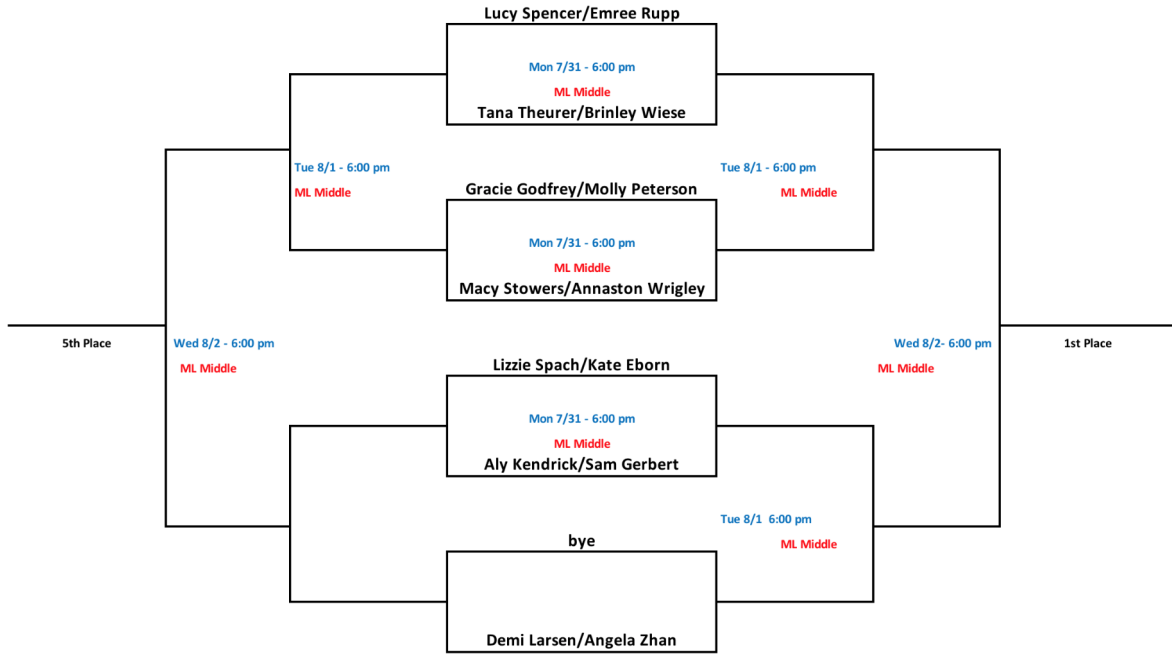 Lucy Spencer/Emree Rupp
Mon 7/31 - 6:00 pm
ML Middle
Tana Theurer/Brinley Wiese
Tue 8/1 - 6:00 pm
ML Middle
Tue 8/1 - 6:00 pm
ML Middle
Gracie Godfrey/Molly Peterson
Mon 7/31 - 6:00 pm
ML Middle
Macy Stowers/Annaston Wrigley
5th Place
Wed 8/2 - 6:00 pm
ML Middle
Wed 8/2- 6:00 pm
ML Middle
1st Place
Lizzie Spach/Kate Eborn
Mon 7/31 - 6:00 pm
ML Middle
Aly Kendrick/Sam Gerbert
Tue 8/1  6:00 pm
ML Middle
bye
Demi Larsen/Angela Zhan